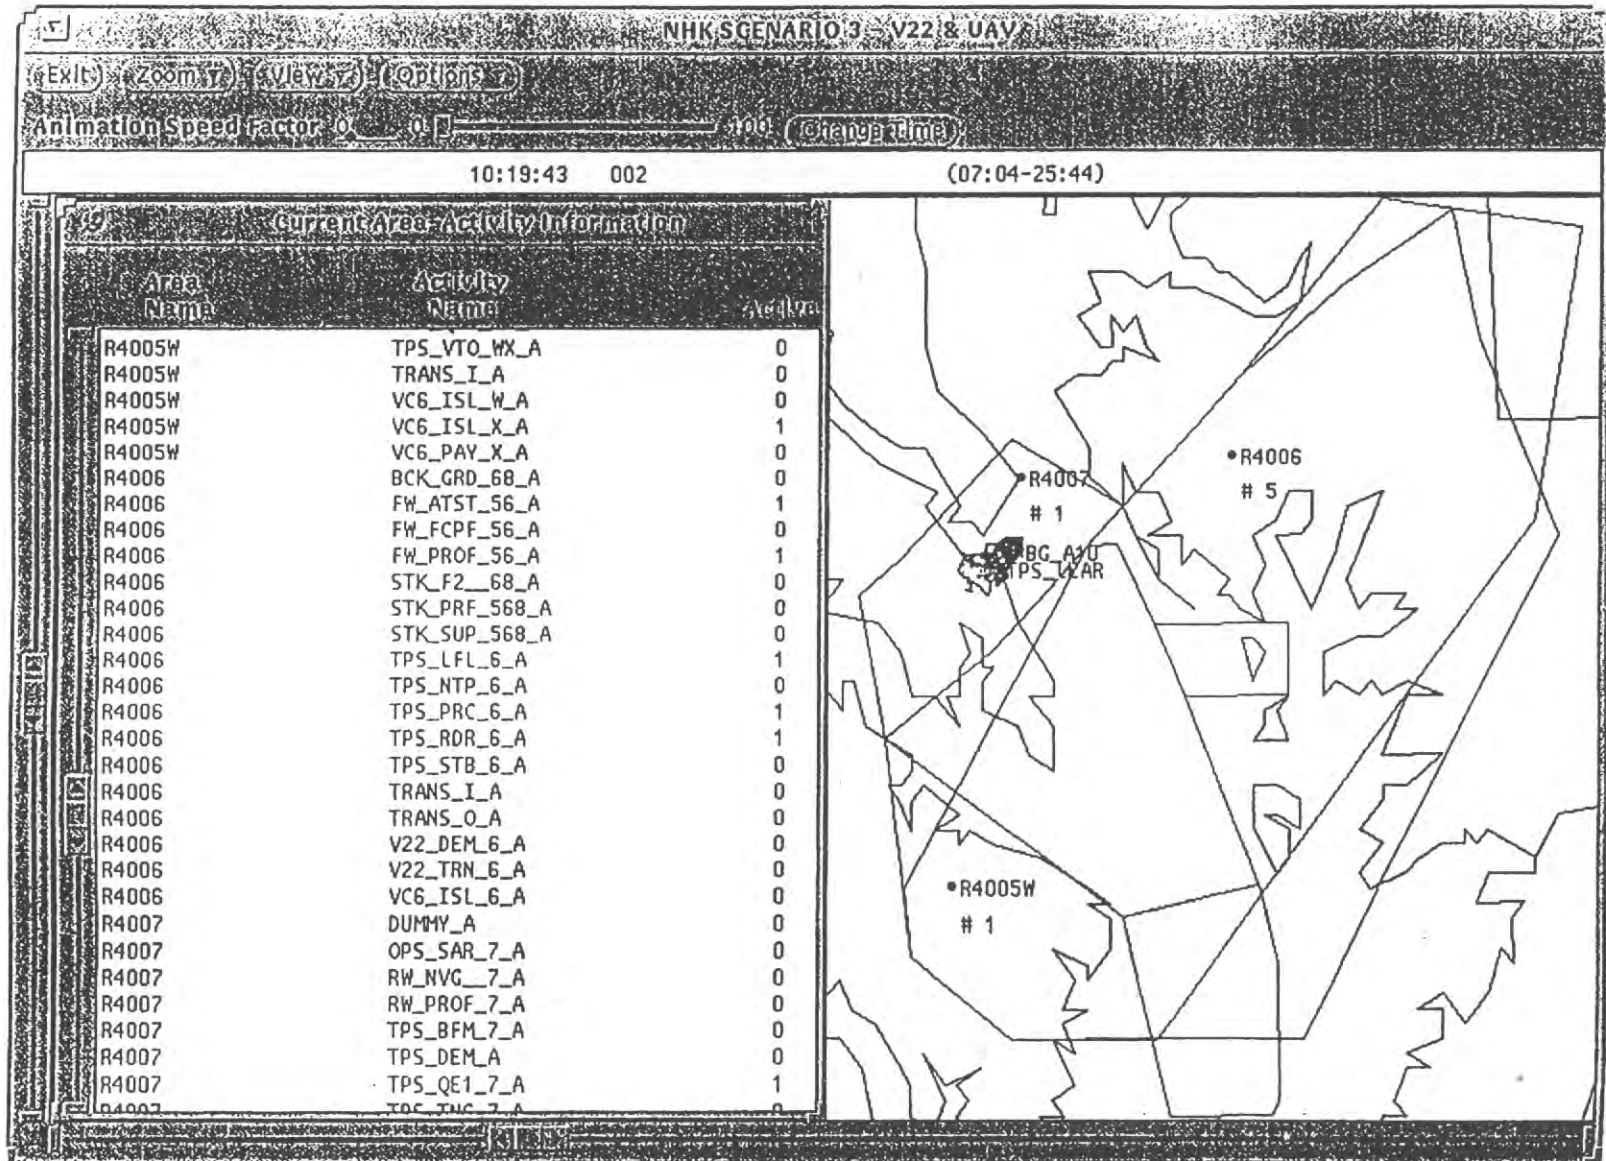 NHK SCENARIO 3 - V22 & UAV
Exit Zoom View Options
Animation Speed Factor 0 0 100 Change Time
10:19:43 002 (07:04-25:44)
Current Area-Activity Information
Area Name Activity Name Active
R4005W TPS_VTO_WX_A 0
R4005W TRANS_I_A 0
R4005W VC6_ISL_W_A 0
R4005W VC6_ISL_X_A 1
R4005W VC6_PAY_X_A 0
R4006 BCK_GRD_68_A 0
R4006 FW_ATST_56_A 1
R4006 FW_FCPF_56_A 0
R4006 FW_PROF_56_A 1
R4006 STK_F2__68_A 0
R4006 STK_PRF_568_A 0
R4006 STK_SUP_568_A 0
R4006 TPS_LFL_6_A 1
R4006 TPS_NTP_6_A 0
R4006 TPS_PRC_6_A 1
R4006 TPS_RDR_6_A 1
R4006 TPS_STB_6_A 0
R4006 TRANS_I_A 0
R4006 TRANS_O_A 0
R4006 V22_DEM_6_A 0
R4006 V22_TRN_6_A 0
R4006 VC6_ISL_6_A 0
R4007 DUMMY_A 0
R4007 OPS_SAR_7_A 0
R4007 RW_NVG__7_A 0
R4007 RW_PROF_7_A 0
R4007 TPS_BFM_7_A 0
R4007 TPS_DEM_A 0
R4007 TPS_QE1_7_A 1
R4006
# 5
R4007
# 1
R4005W
# 1